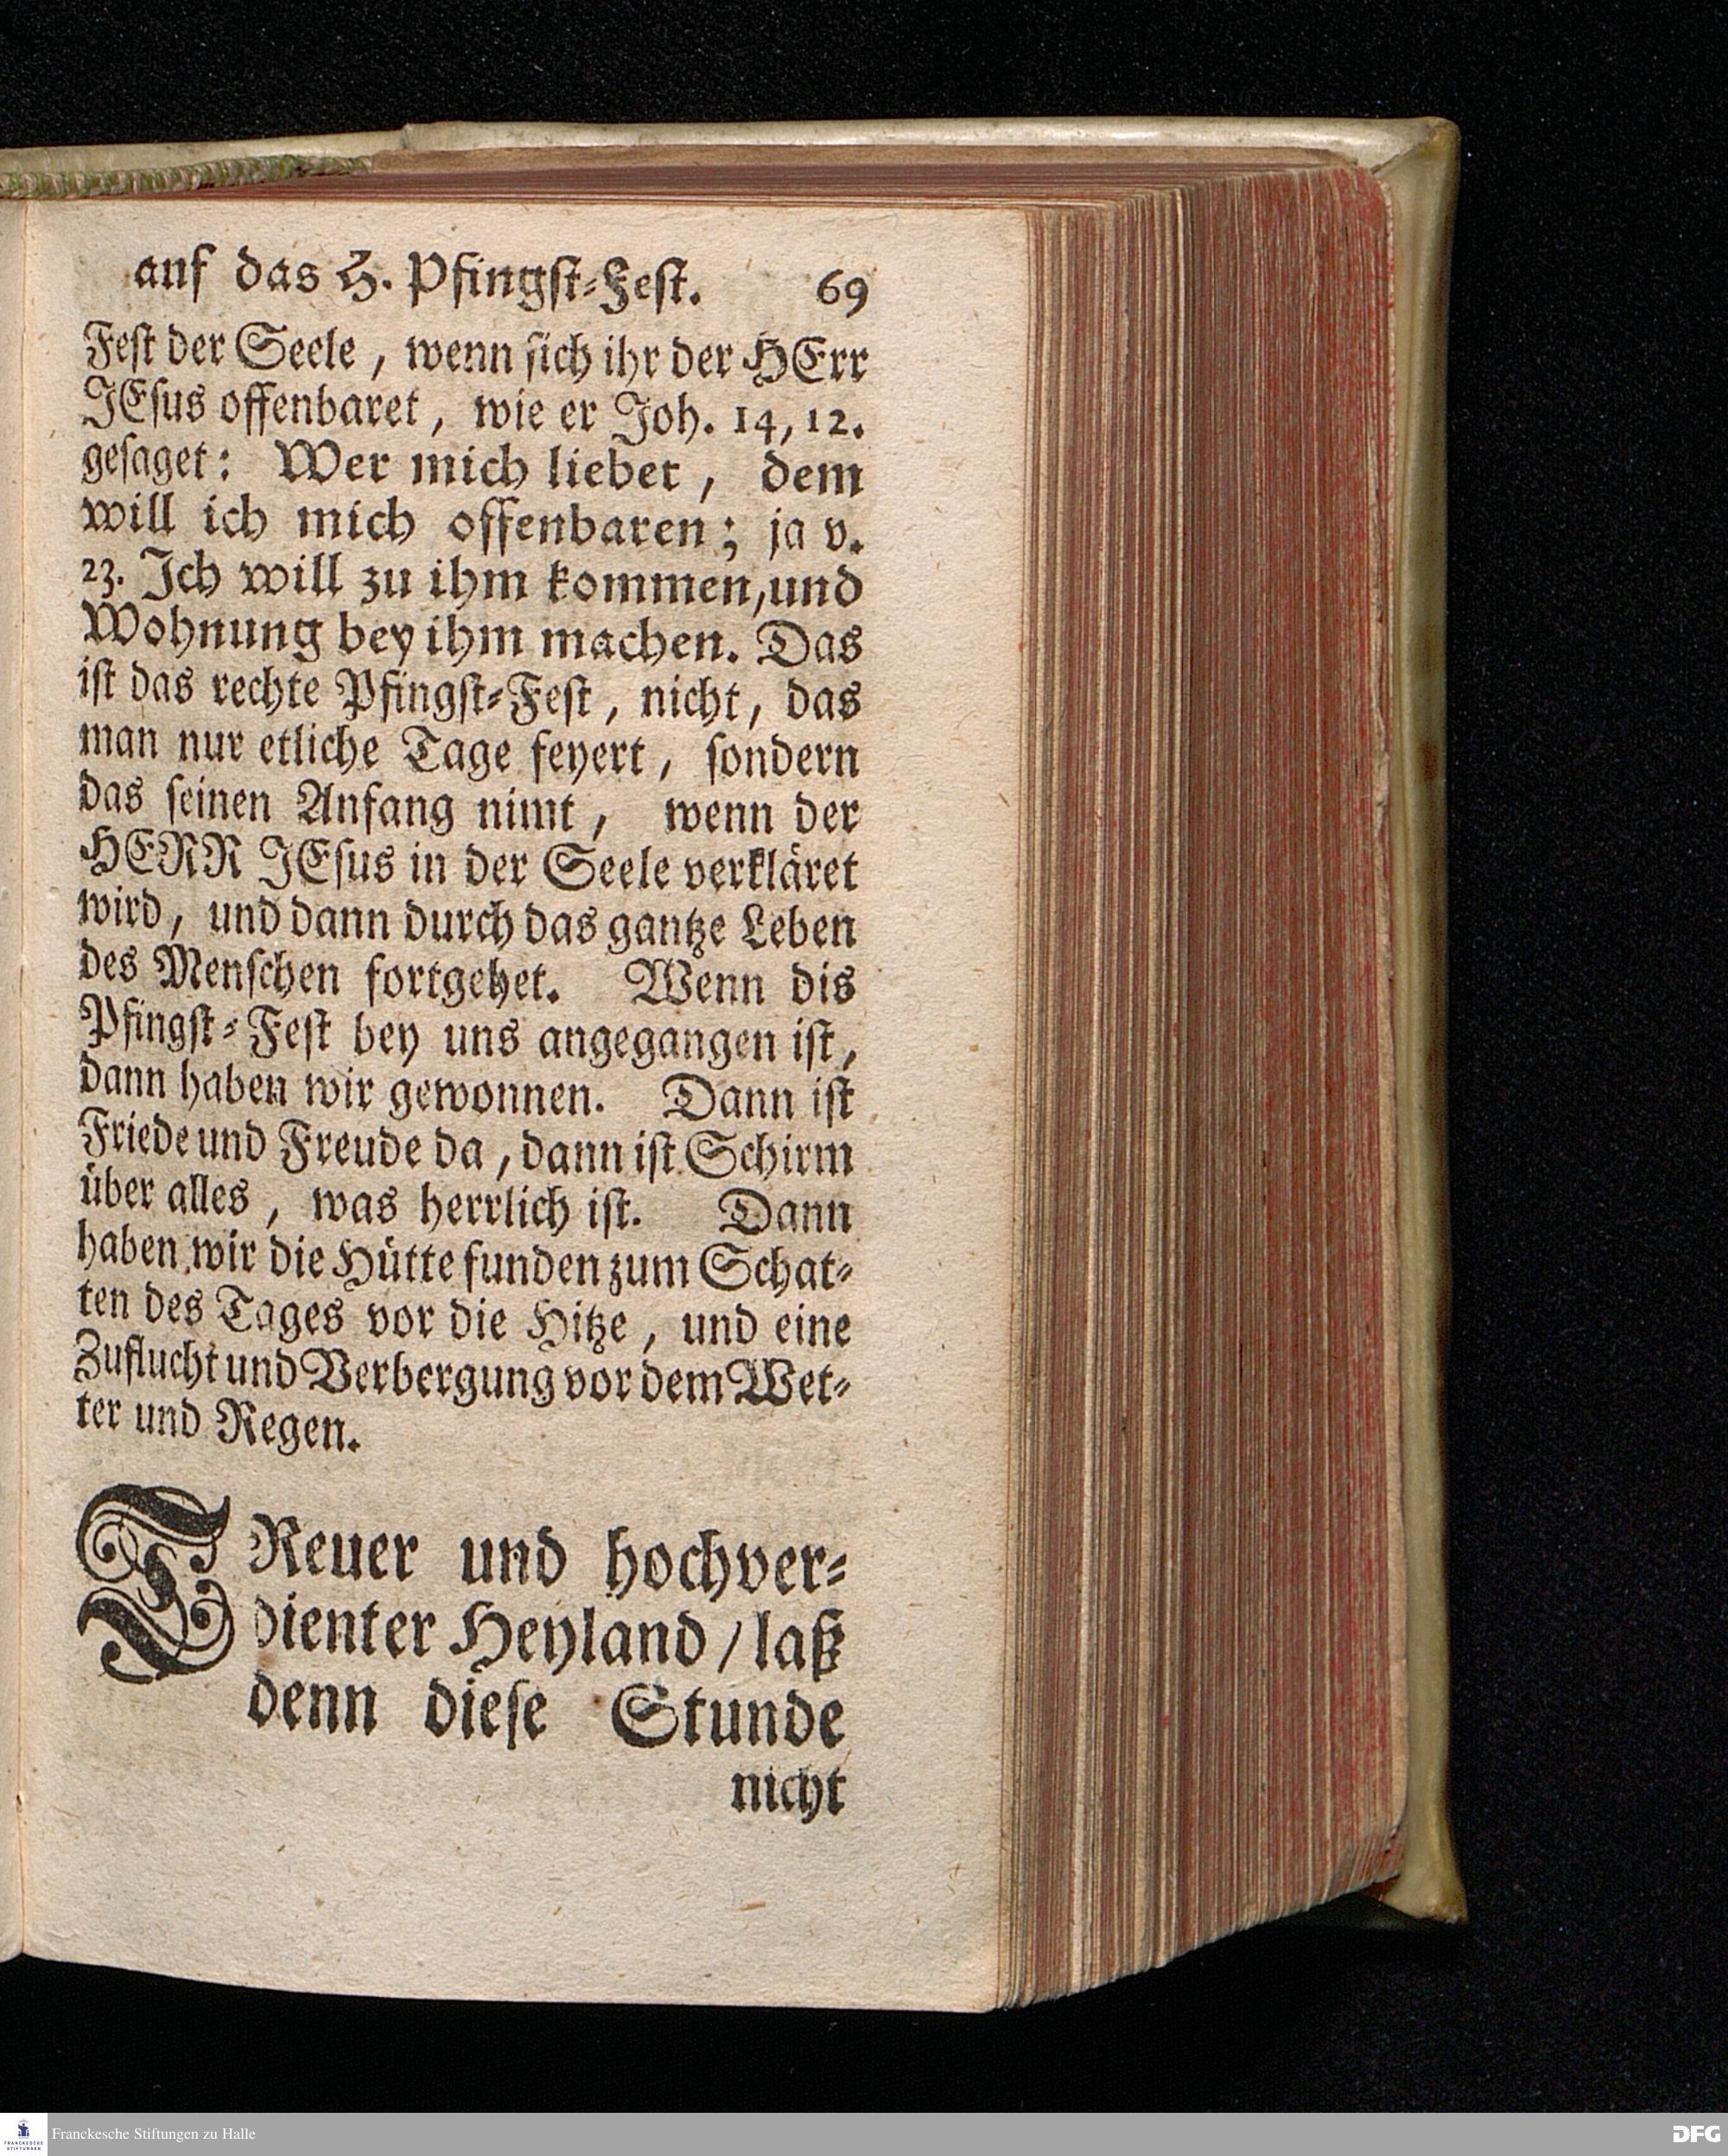 auf das H. Pfingſt-Feſt. 69
Feſt der Seele, wenn ſich ihr der HErr
JEſus offenbaret, wie er Joh. 14, 12.
geſaget: Wer mich liebet, dem
will ich mich offenbaren; ja v.
23. Ich will zu ihm kommen, und
Wohnung bey ihm machen. Das
iſt das rechte Pfingſt-Feſt, nicht, das
man nur etliche Tage feyert, ſondern
das ſeinen Anfang nimt, wenn der
HERR JEſus in der Seele verkläret
wird, und dann durch das gantze Leben
des Menſchen fortgehet. Wenn dis
Pfingſt-Feſt bey uns angegangen iſt,
dann haben wir gewonnen. Dann iſt
Friede und Freude da, dann iſt Schirm
über alles, was herrlich iſt. Dann
haben wir die Hütte funden zum Schat-
ten des Tages vor die Hitze, und eine
Zuflucht und Verbergung vor dem Wet-
ter und Regen.
TReuer und hochver-
dienter Heyland / laß
denn dieſe Stunde
nicht
FRANCKESCHE STIFTUNGEN
Franckesche Stiftungen zu Halle
DFG